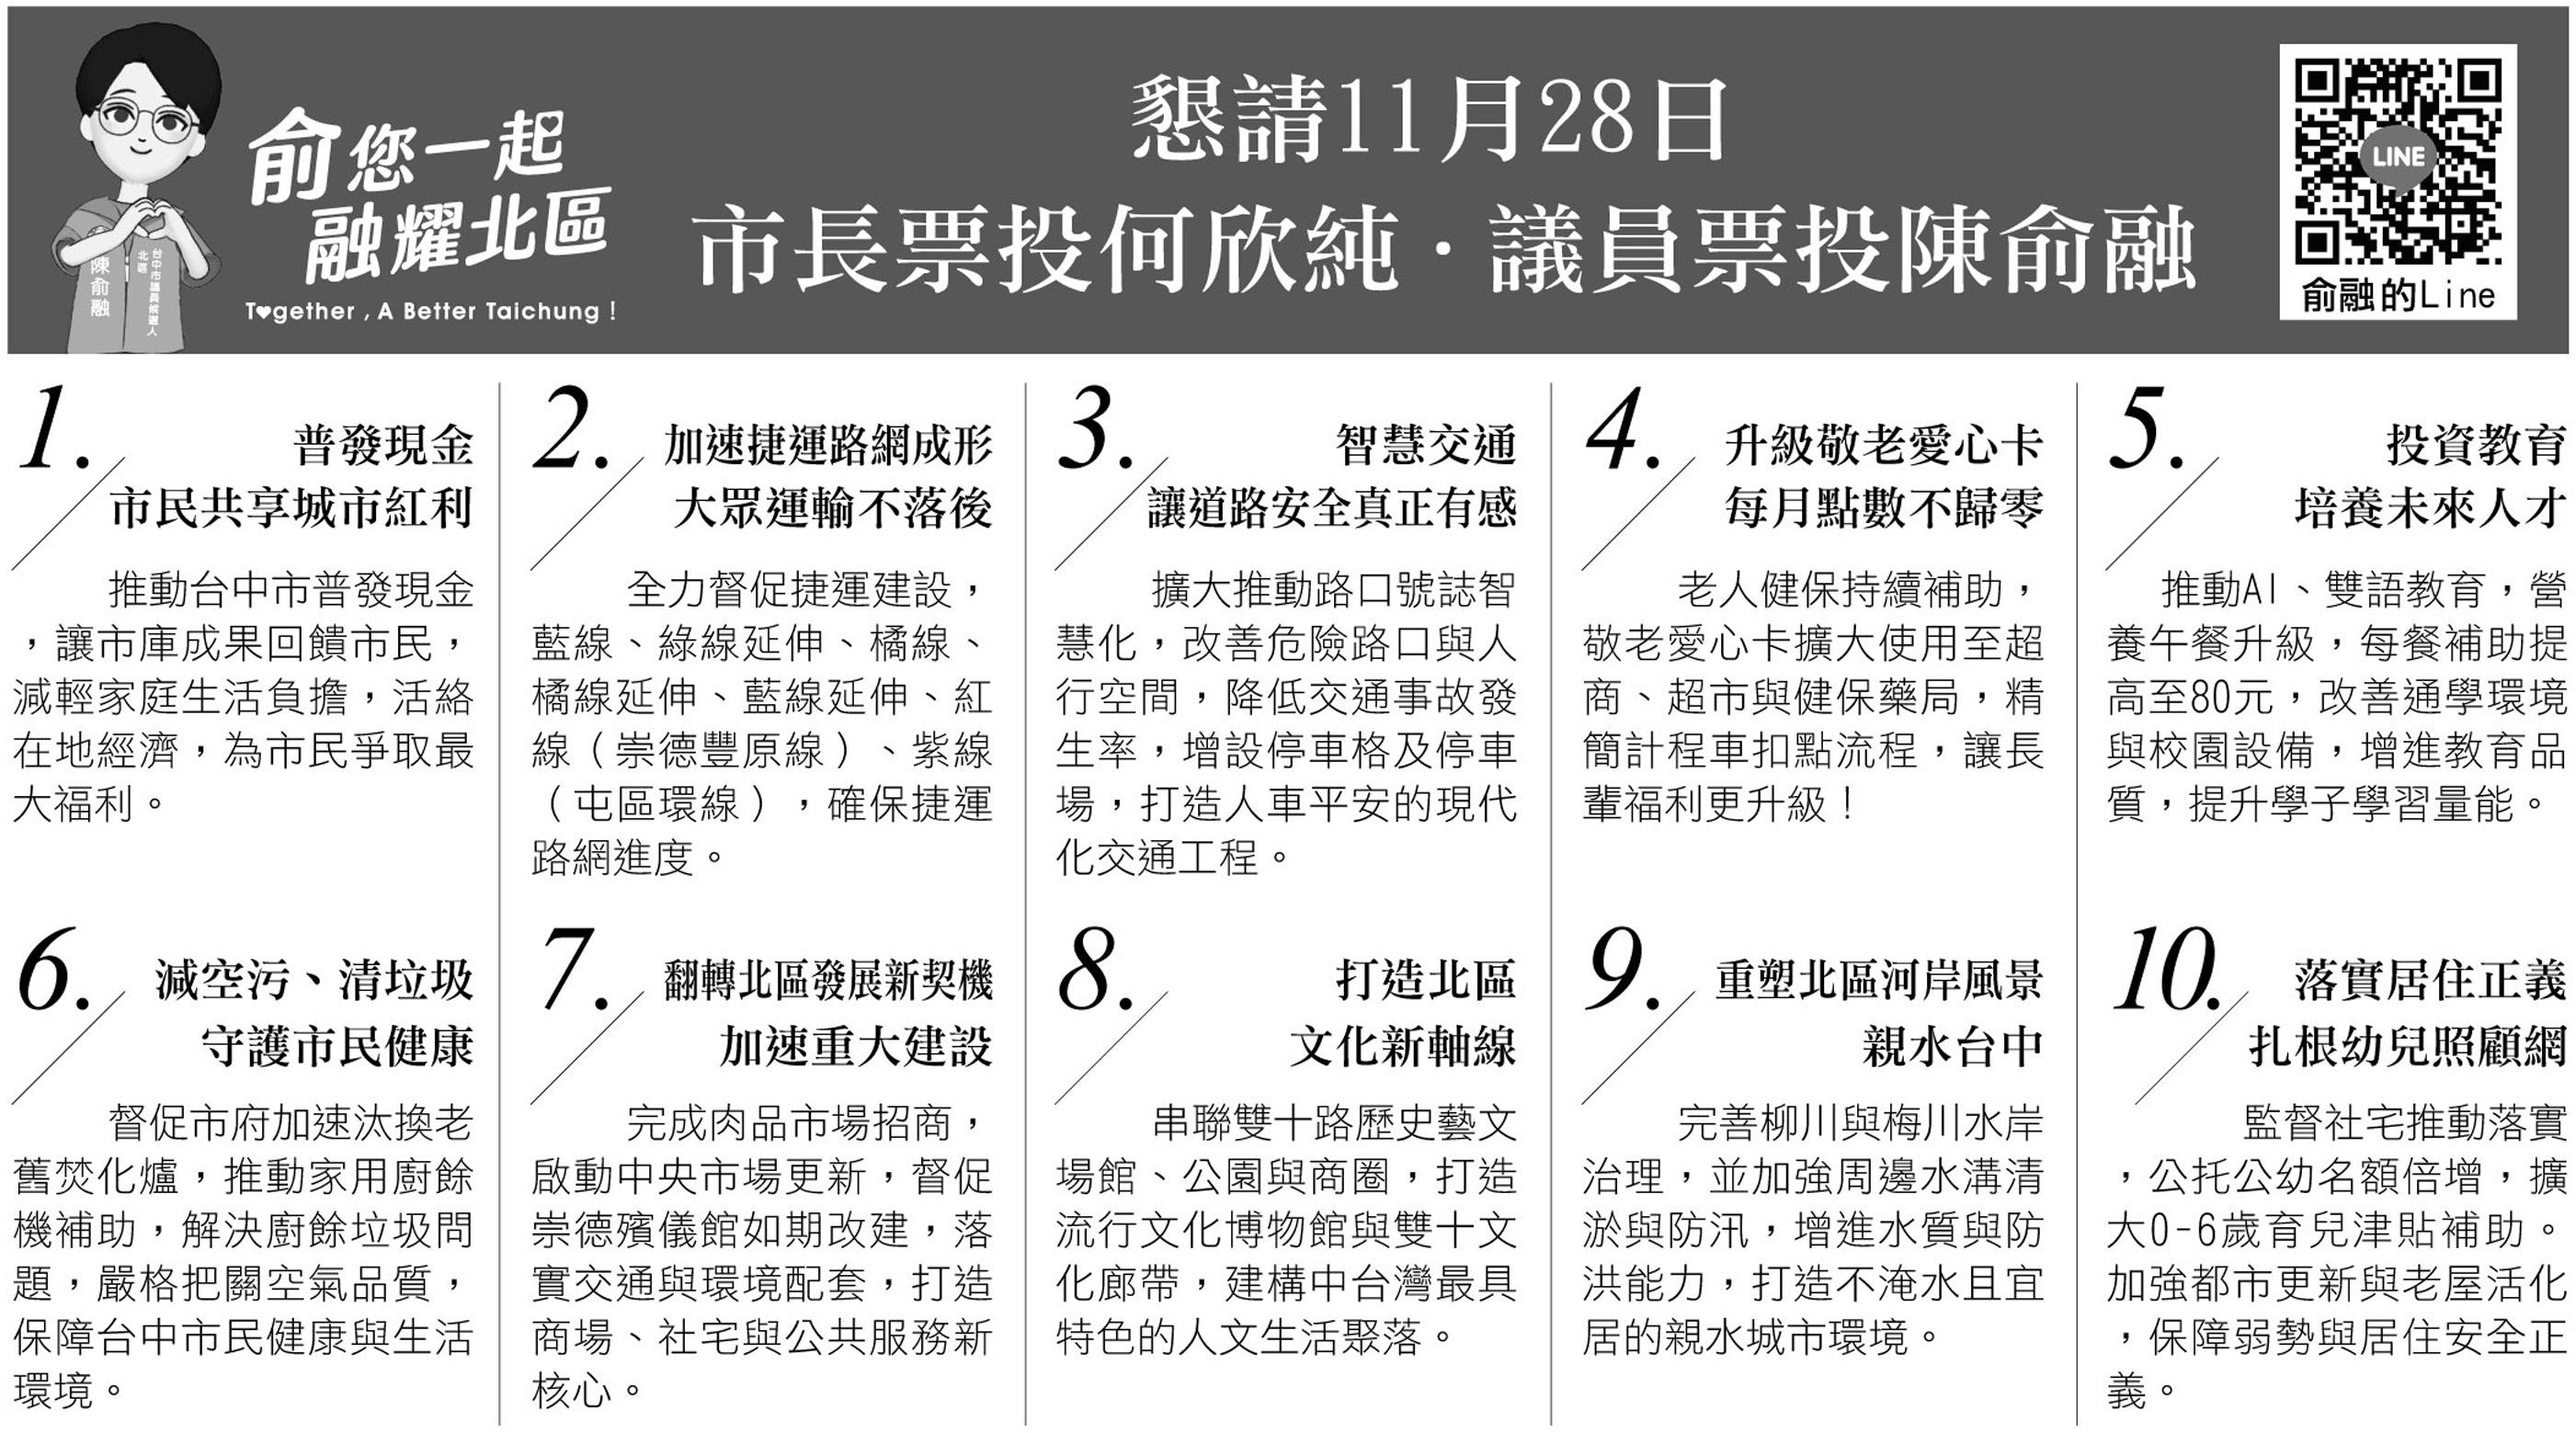 俞您一起
融耀北區
Together , A Better Taichung !
台中市議員候選人
北區
陳俞融
懇請11月28日
市長票投何欣純・議員票投陳俞融
LINE
俞融的Line
1.
普發現金
市民共享城市紅利
推動台中市普發現金
，讓市庫成果回饋市民，
減輕家庭生活負擔，活絡
在地經濟，為市民爭取最
大福利。
2.
加速捷運路網成形
大眾運輸不落後
全力督促捷運建設，
藍線、綠線延伸、橘線、
橘線延伸、藍線延伸、紅
線（崇德豐原線）、紫線
（屯區環線），確保捷運
路網進度。
3.
智慧交通
讓道路安全真正有感
擴大推動路口號誌智
慧化，改善危險路口與人
行空間，降低交通事故發
生率，增設停車格及停車
場，打造人車平安的現代
化交通工程。
4.
升級敬老愛心卡
每月點數不歸零
老人健保持續補助，
敬老愛心卡擴大使用至超
商、超市與健保藥局，精
簡計程車扣點流程，讓長
輩福利更升級！
5.
投資教育
培養未來人才
推動AI、雙語教育，營
養午餐升級，每餐補助提
高至80元，改善通學環境
與校園設備，增進教育品
質，提升學子學習量能。
6.
減空污、清垃圾
守護市民健康
督促市府加速汰換老
舊焚化爐，推動家用廚餘
機補助，解決廚餘垃圾問
題，嚴格把關空氣品質，
保障台中市民健康與生活
環境。
7.
翻轉北區發展新契機
加速重大建設
完成肉品市場招商，
啟動中央市場更新，督促
崇德殯儀館如期改建，落
實交通與環境配套，打造
商場、社宅與公共服務新
核心。
8.
打造北區
文化新軸線
串聯雙十路歷史藝文
場館、公園與商圈，打造
流行文化博物館與雙十文
化廊帶，建構中台灣最具
特色的人文生活聚落。
9.
重塑北區河岸風景
親水台中
完善柳川與梅川水岸
治理，並加強周邊水溝清
淤與防汛，增進水質與防
洪能力，打造不淹水且宜
居的親水城市環境。
10.
落實居住正義
扎根幼兒照顧網
監督社宅推動落實
，公托公幼名額倍增，擴
大0-6歲育兒津貼補助。
加強都市更新與老屋活化
，保障弱勢與居住安全正
義。